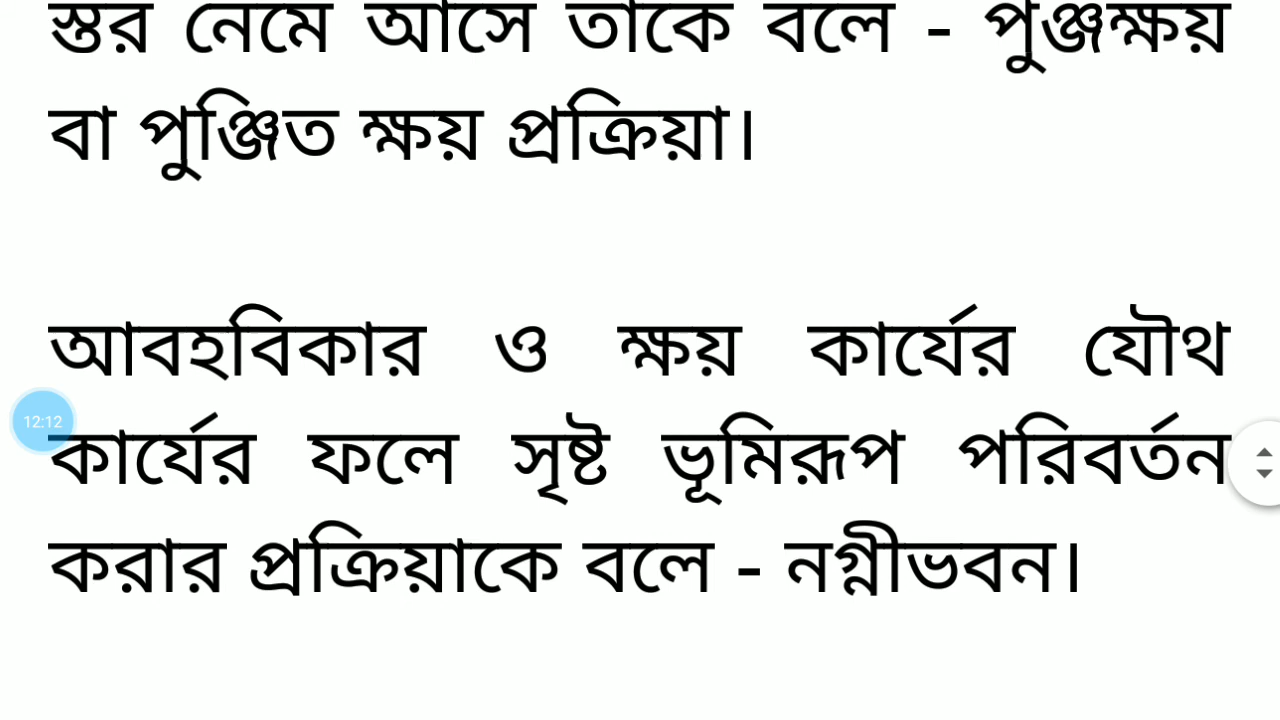 স্তর নেমে আসে তাকে বলে - পুঞ্জক্ষয়
বা পুঞ্জিত ক্ষয় প্রক্রিয়া।
আবহবিকার ও ক্ষয় কার্যের যৌথ
12:12
কার্যের ফলে সৃষ্ট ভূমিরূপ পরিবর্তন
করার প্রক্রিয়াকে বলে - নগ্নীভবন।